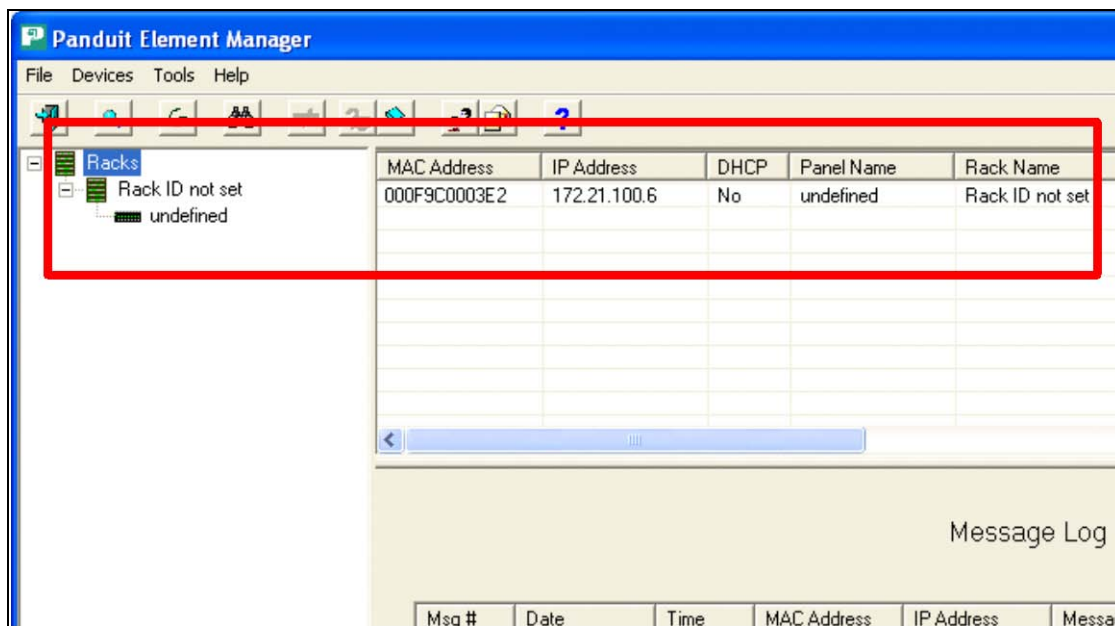 Panduit Element Manager
File Devices Tools Help
Racks
Rack ID not set
undefined
MAC Address IP Address DHCP Panel Name Rack Name
000F9C0003E2 172.21.100.6 No undefined Rack ID not set
Message Log
Msg # Date Time MAC Address IP Address Messa